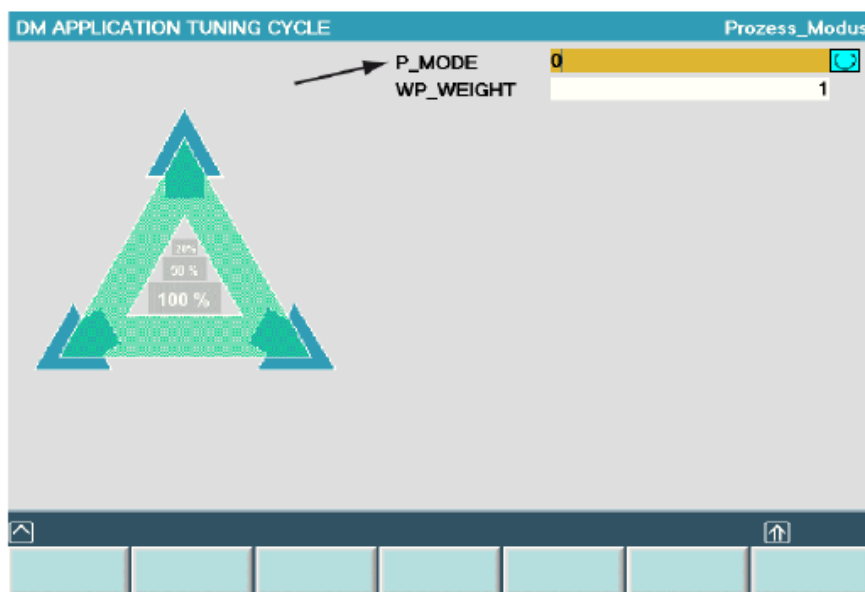 DM APPLICATION TUNING CYCLE Prozess_Modus
P_MODE 0
WP_WEIGHT 1
20%
50 %
100 %